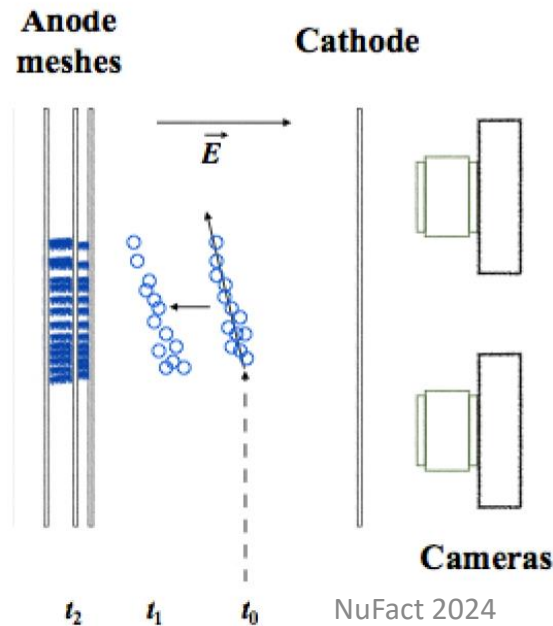 Anode
meshes
Cathode
E
t₂
t₁
t₀
Cameras
NuFact 2024